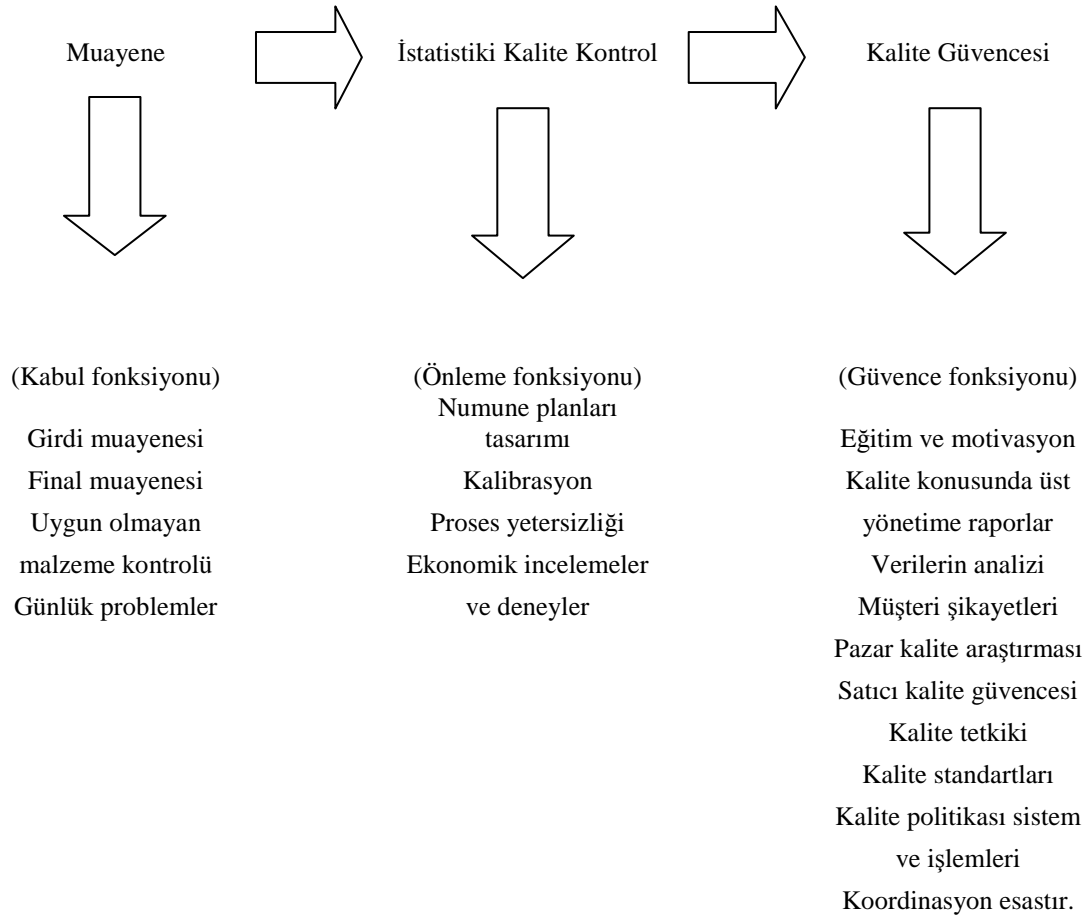 Muayene
İstatistiki Kalite Kontrol
Kalite Güvencesi
(Kabul fonksiyonu)
Girdi muayenesi
Final muayenesi
Uygun olmayan
malzeme kontrolü
Günlük problemler
(Önleme fonksiyonu)
Numune planları
tasarımı
Kalibrasyon
Proses yetersizliği
Ekonomik incelemeler
ve deneyler
(Güvence fonksiyonu)
Eğitim ve motivasyon
Kalite konusunda üst
yönetime raporlar
Verilerin analizi
Müşteri şikayetleri
Pazar kalite araştırması
Satıcı kalite güvencesi
Kalite tetkiki
Kalite standartları
Kalite politikası sistem
ve işlemleri
Koordinasyon esastır.